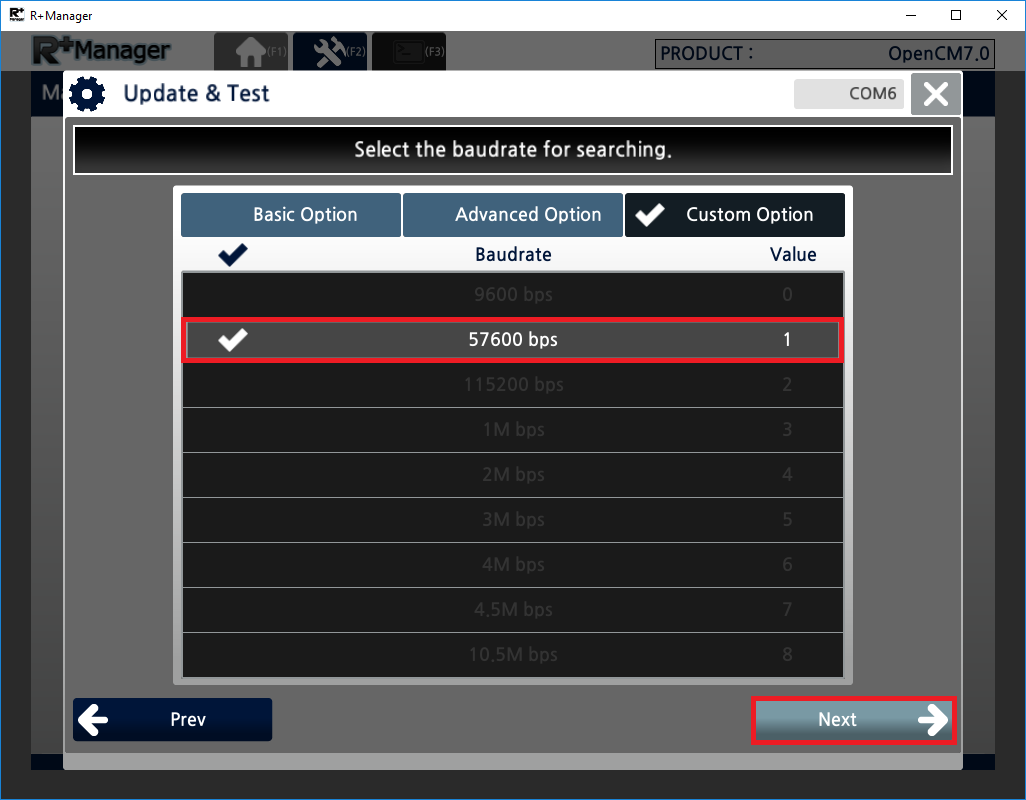 R+Manager
R+Manager
(F1)
(F2)
(F3)
PRODUCT : OpenCM7.0
Update & Test
COM6
Select the baudrate for searching.
Basic Option Advanced Option Custom Option
Baudrate Value
9600 bps 0
57600 bps 1
115200 bps 2
1M bps 3
2M bps 4
3M bps 5
4M bps 6
4.5M bps 7
10.5M bps 8
Prev Next